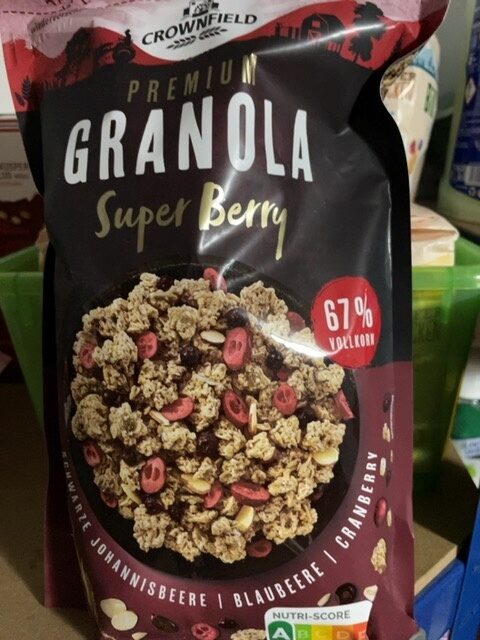 CROWNFIELD
PREMIUM
GRANOLA
Super Berry
67%
VOLLKORN
SCHWARZE JOHANNISBEERE | BLAUBEERE | CRANBERRY
NUTRI-SCORE
A B C D